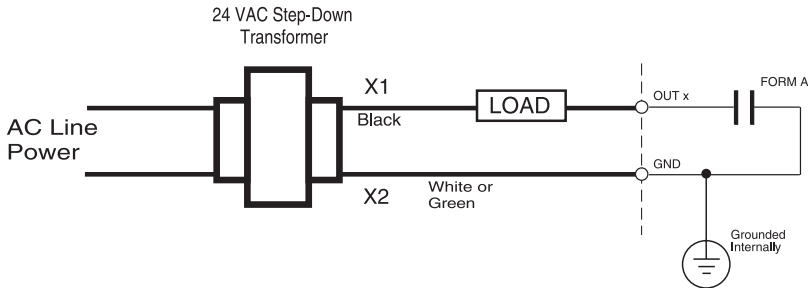 24 VAC Step-Down
Transformer
AC Line
Power
X1
Black
LOAD
OUT x
FORM A
X2
White or
Green
GND
Grounded
Internally